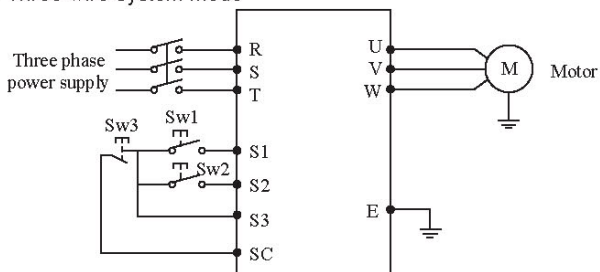 Three wire System mode
Three phase
power supply
R
S
T
U
V
W
M
Motor
Sw3
Sw1
Sw2
S1
S2
S3
SC
E